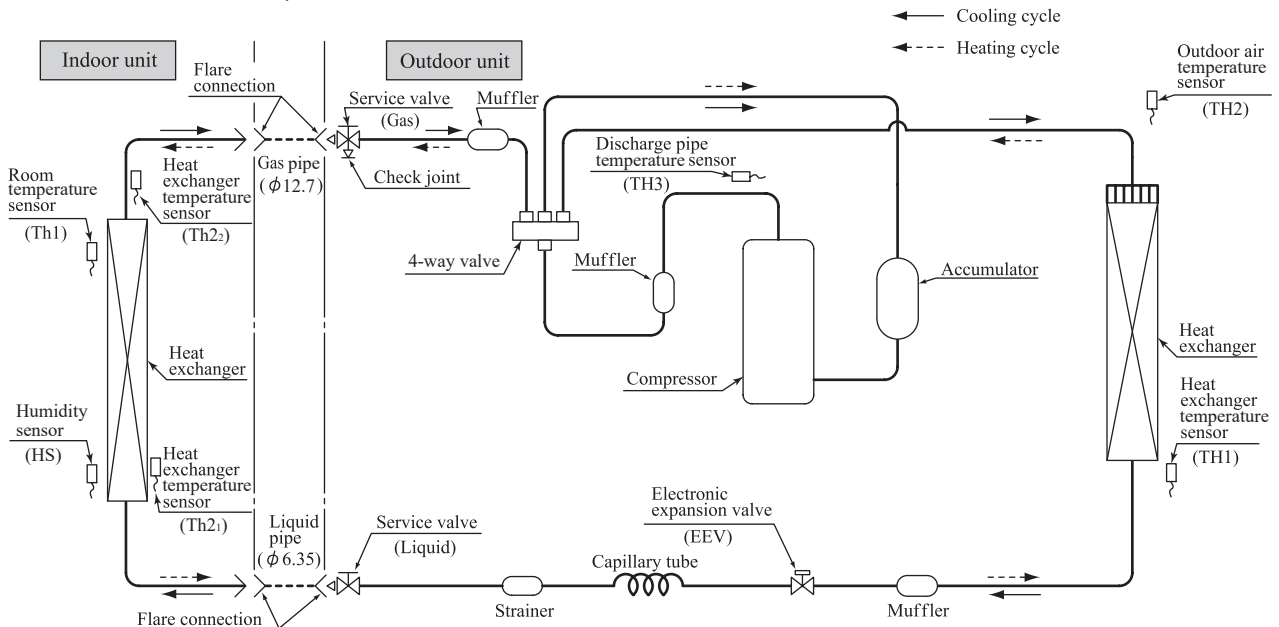 Cooling cycle
Heating cycle
Indoor unit
Outdoor unit
Flare
connection
Service valve
(Gas)
Muffler
Outdoor air
temperature
sensor
(TH2)
Discharge pipe
temperature sensor
(TH3)
Gas pipe
(ϕ12.7)
Check joint
Room
temperature
sensor
(Th1)
Heat
exchanger
temperature
sensor
(Th2₂)
4-way valve
Muffler
Accumulator
Heat
exchanger
Heat
exchanger
Compressor
Heat
exchanger
temperature
sensor
(TH1)
Humidity
sensor
(HS)
Heat
exchanger
temperature
sensor
(Th2₁)
Liquid
pipe
(ϕ6.35)
Service valve
(Liquid)
Electronic
expansion valve
(EEV)
Capillary tube
Strainer
Muffler
Flare connection